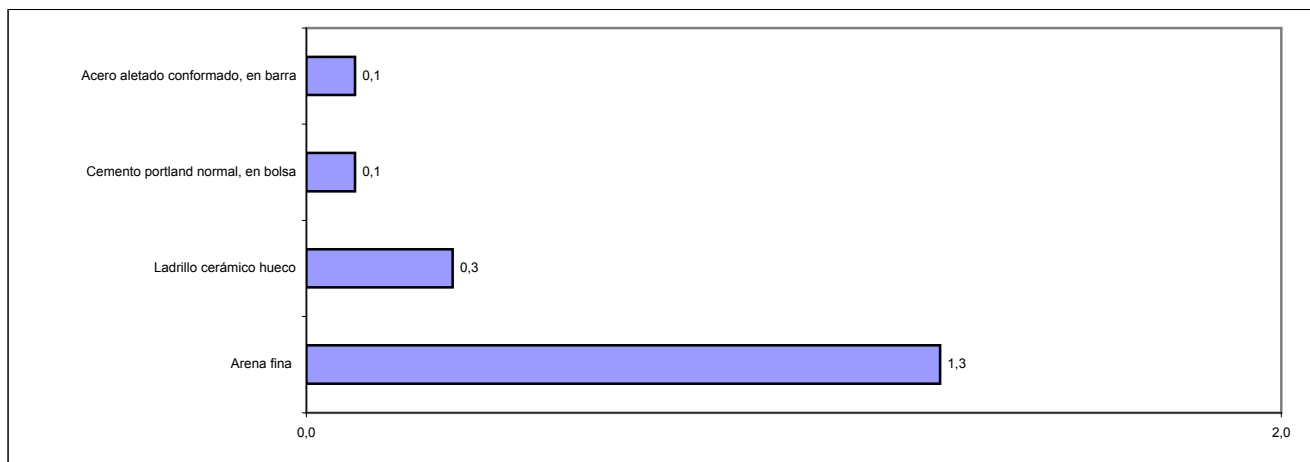 Acero aletado conformado, en barra 0,1
Cemento portland normal, en bolsa 0,1
Ladrillo cerámico hueco 0,3
Arena fina 1,3
0,0 2,0